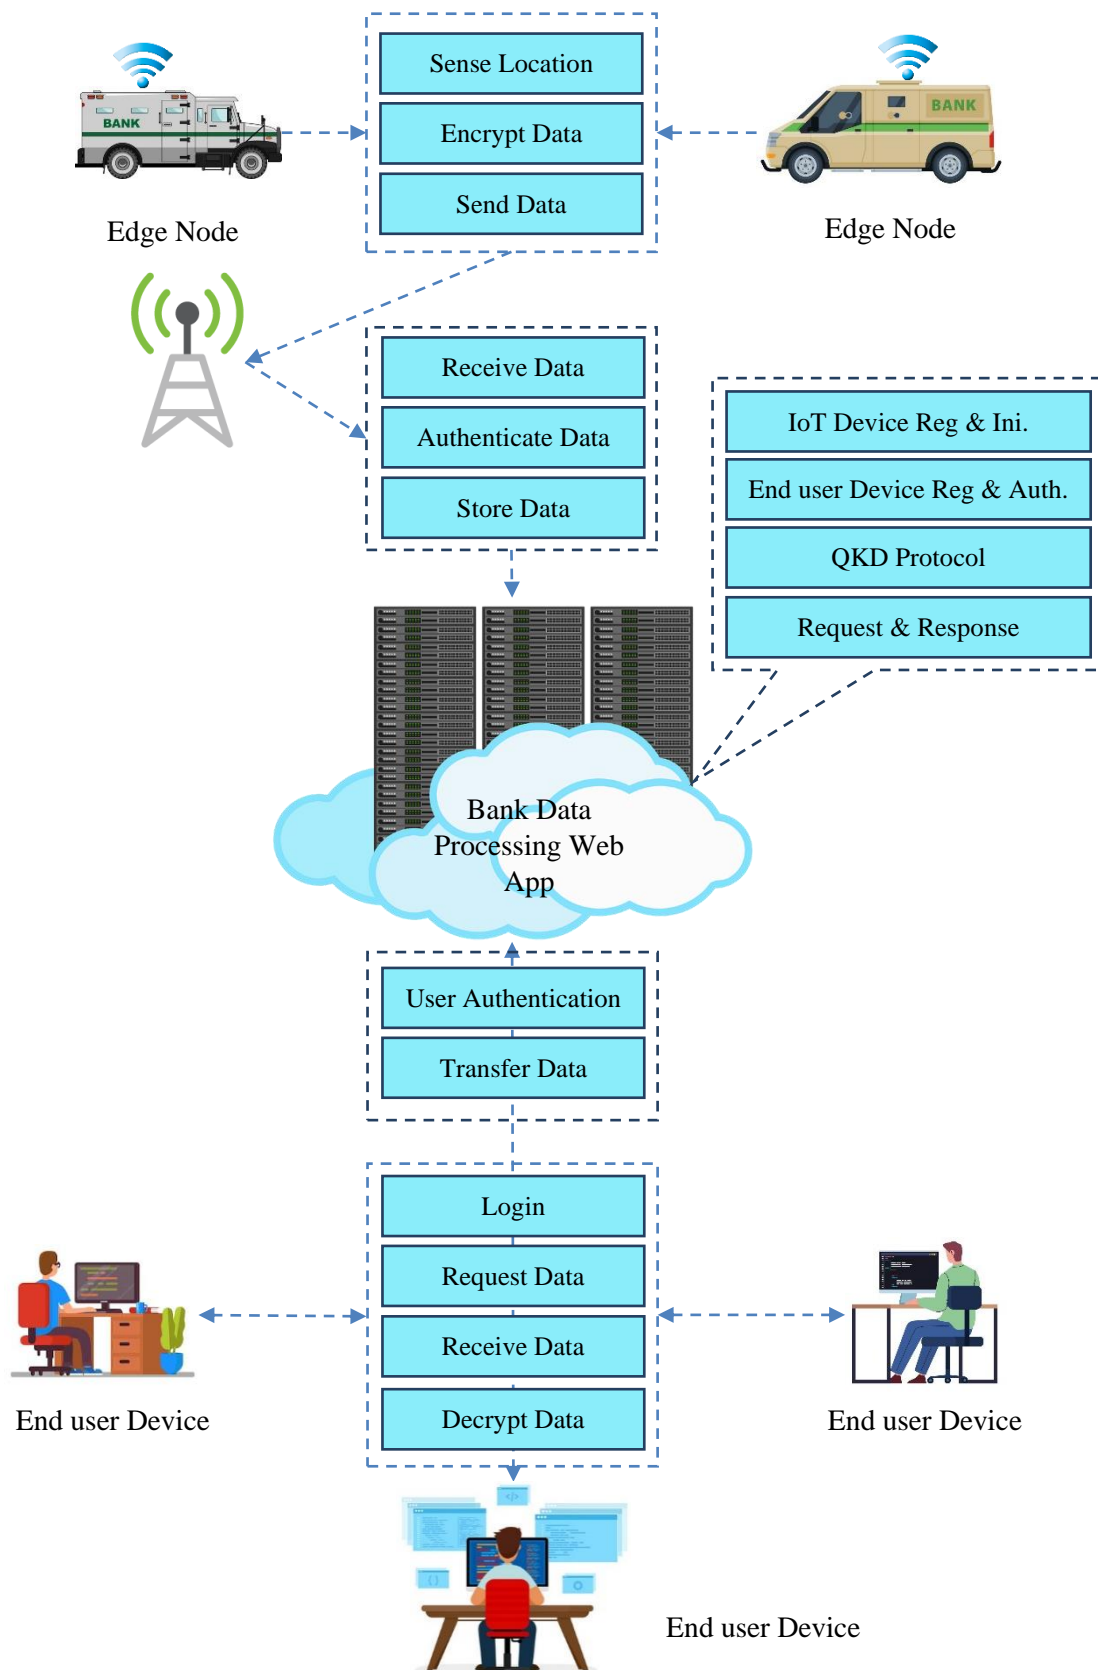 Sense Location
BANK
Encrypt Data
BANK
Send Data
Edge Node
Edge Node
Receive Data
Authenticate Data
Store Data
IoT Device Reg & Ini.
End user Device Reg & Auth.
QKD Protocol
Request & Response
Bank Data
Processing Web
App
User Authentication
Transfer Data
Login
Request Data
Receive Data
Decrypt Data
End user Device
End user Device
</>
{}
End user Device